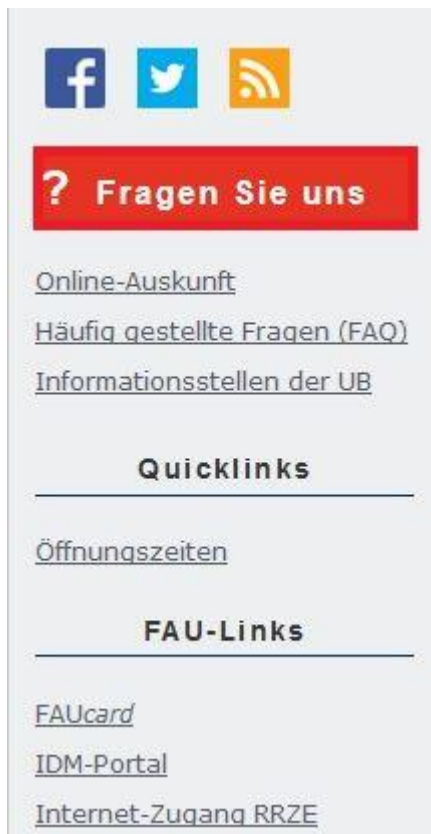 ? Fragen Sie uns
Online-Auskunft
Häufig gestellte Fragen (FAQ)
Informationsstellen der UB
Quicklinks
Öffnungszeiten
FAU-Links
FAUcard
IDM-Portal
Internet-Zugang RRZE